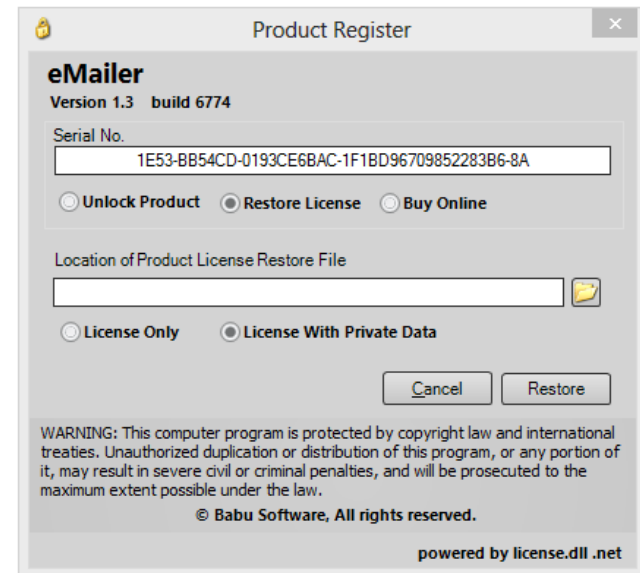 Product Register
eMailer
Version 1.3 build 6774
Serial No.
1E53-BB54CD-0193CE6BAC-1F1BD96709852283B6-8A
Unlock Product Restore License Buy Online
Location of Product License Restore File
License Only License With Private Data
Cancel Restore
WARNING: This computer program is protected by copyright law and international
treaties. Unauthorized duplication or distribution of this program, or any portion of
it, may result in severe civil or criminal penalties, and will be prosecuted to the
maximum extent possible under the law.
© Babu Software, All rights reserved.
powered by license.dll .net